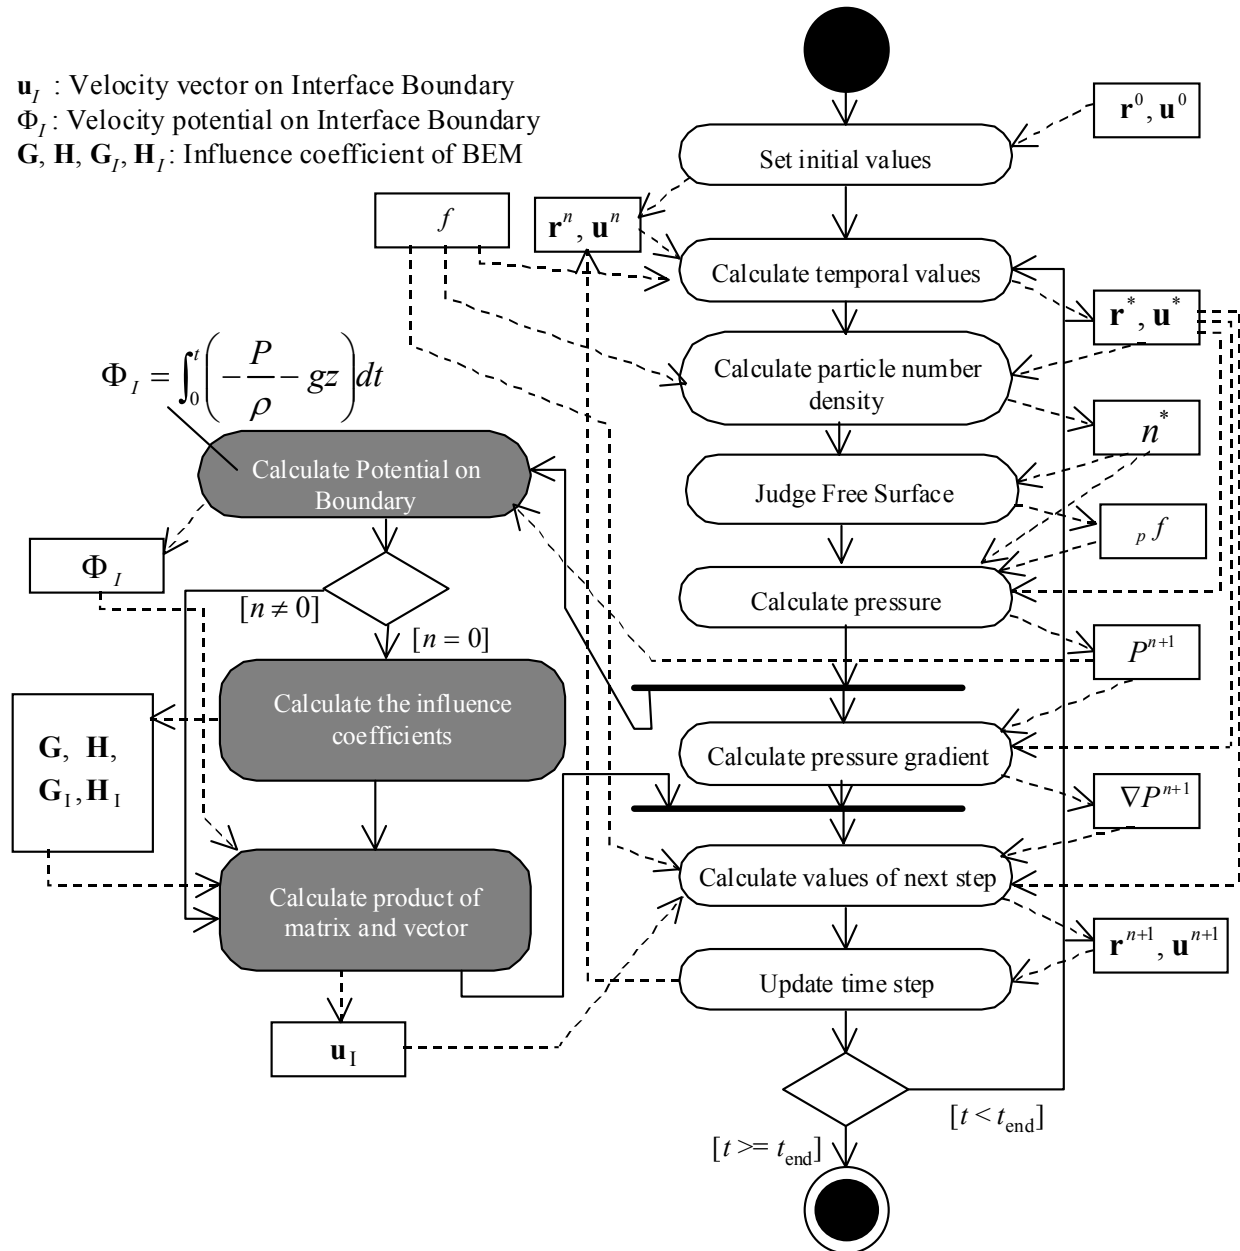 𝐮_I : Velocity vector on Interface Boundary
Φ_I : Velocity potential on Interface Boundary
𝐆, 𝐇, 𝐆_I, 𝐇_I : Influence coefficient of BEM
𝐫^0, 𝐮^0
Set initial values
f
𝐫^n, 𝐮^n
Calculate temporal values
𝐫^*, 𝐮^*
Calculate particle number
density
n^*
Φ_I = ∫_0^t ( −P/ρ − gz ) dt
Calculate Potential on
Boundary
Judge Free Surface
_p f
Φ_I
Calculate pressure
[n ≠ 0]
[n = 0]
P^{n+1}
Calculate the influence
coefficients
𝐆, 𝐇,
𝐆_I, 𝐇_I
Calculate pressure gradient
∇P^{n+1}
Calculate product of
matrix and vector
Calculate values of next step
𝐫^{n+1}, 𝐮^{n+1}
Update time step
𝐮_I
[t < t_end]
[t >= t_end]